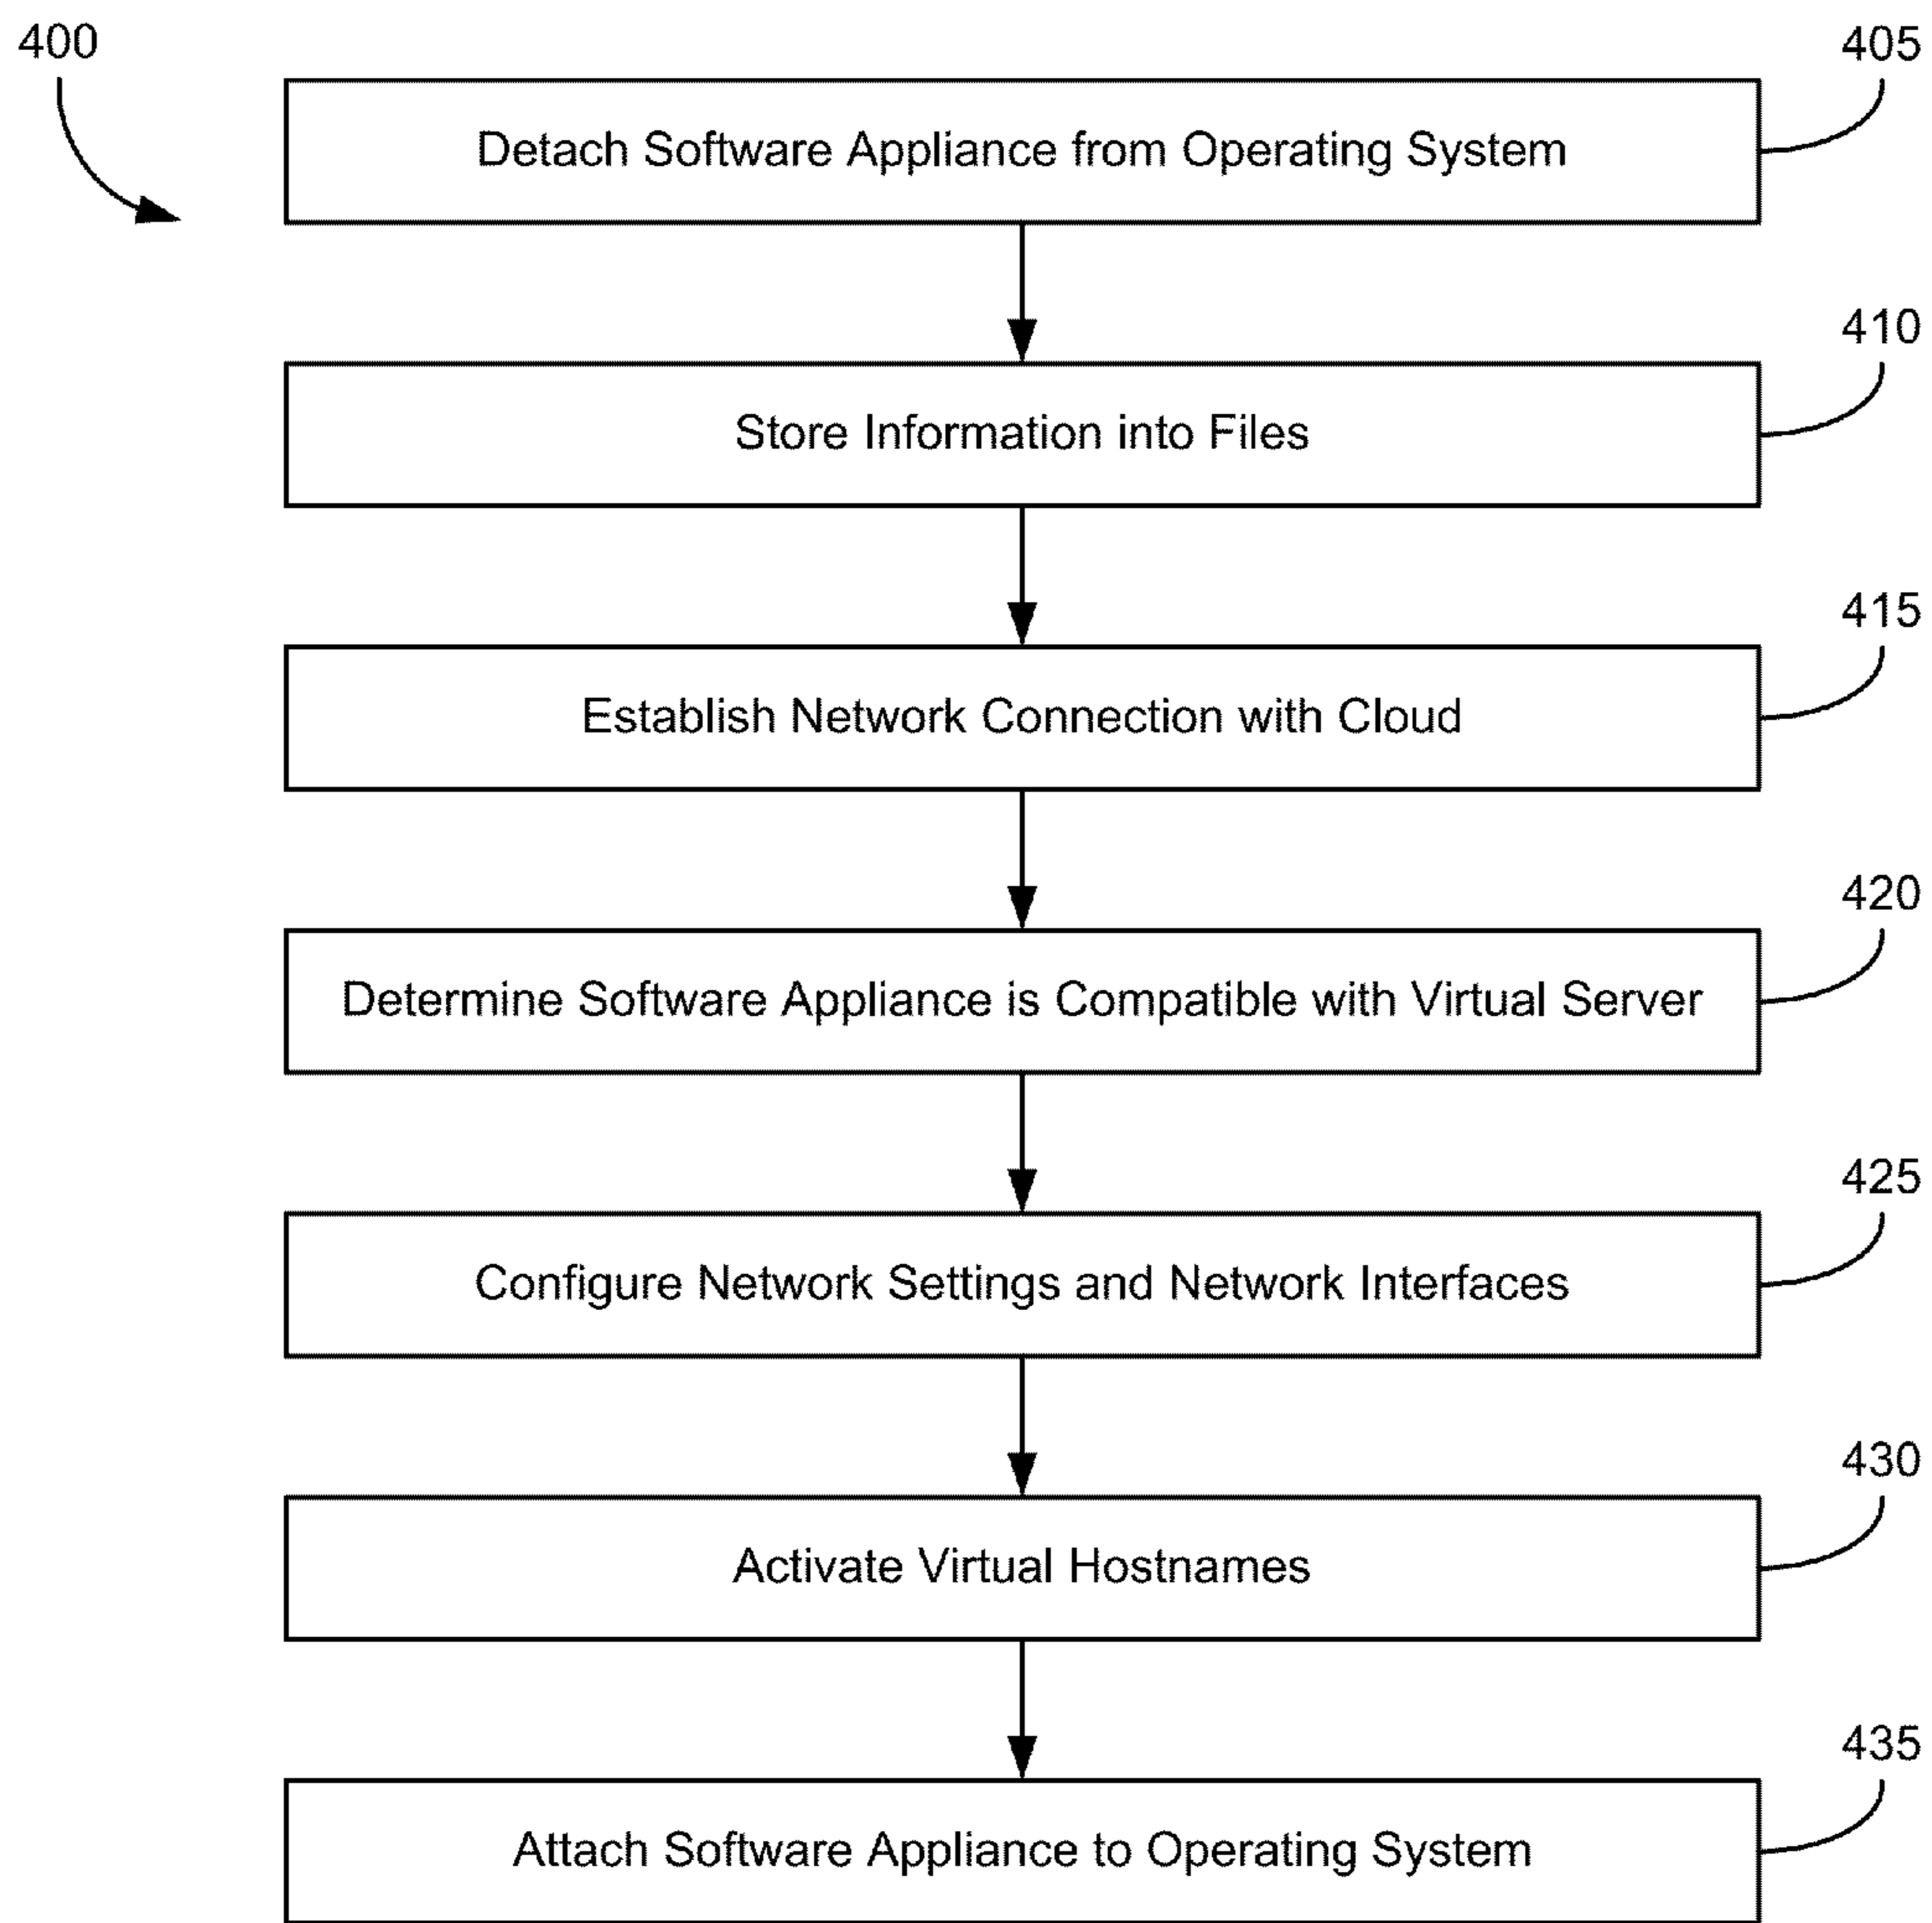 400
405
Detach Software Appliance from Operating System
410
Store Information into Files
415
Establish Network Connection with Cloud
420
Determine Software Appliance is Compatible with Virtual Server
425
Configure Network Settings and Network Interfaces
430
Activate Virtual Hostnames
435
Attach Software Appliance to Operating System